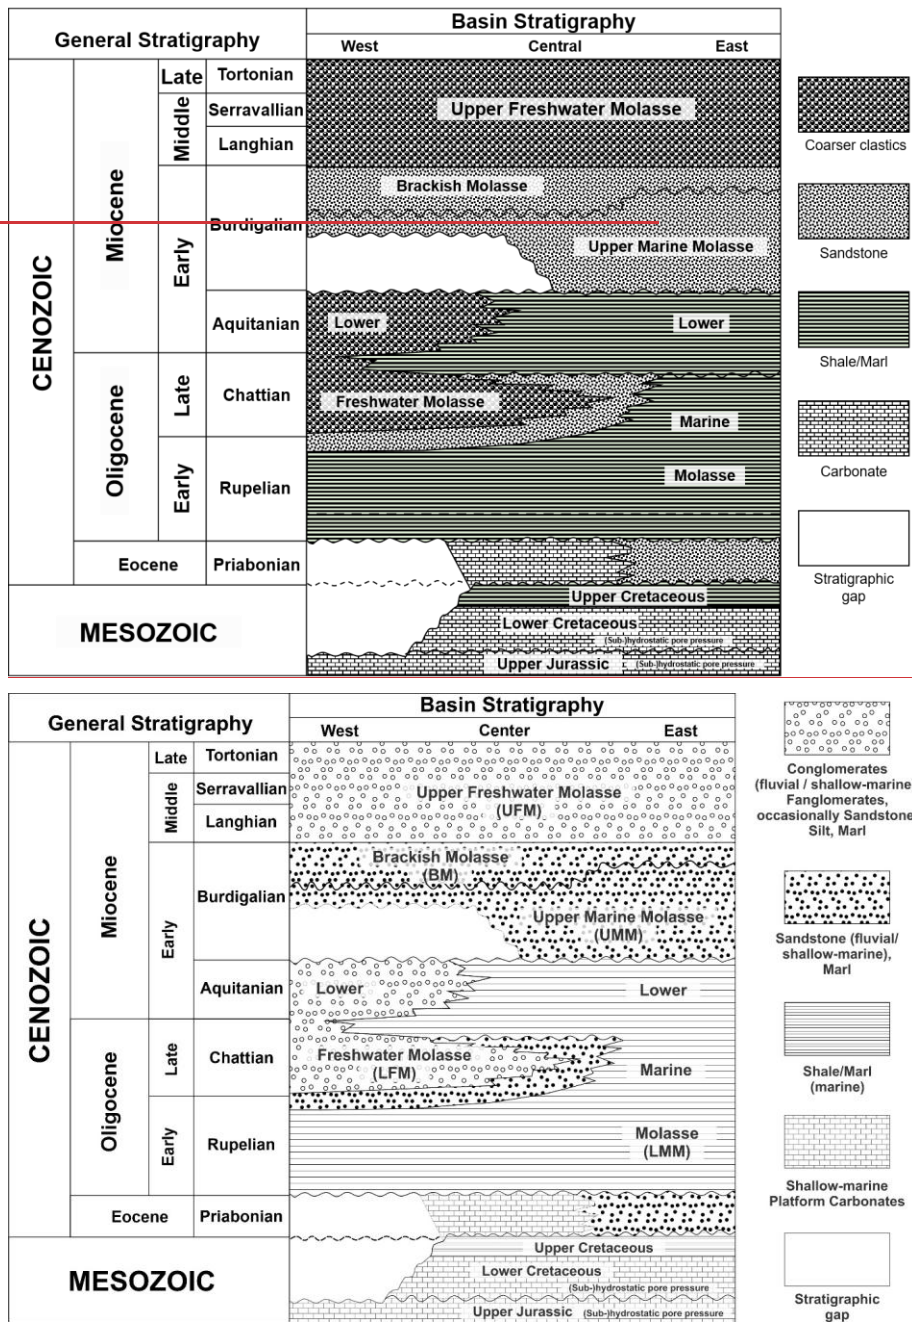 General Stratigraphy
Basin Stratigraphy
West Central East
CENOZOIC
Miocene
Late
Tortonian
Middle
Serravallian
Langhian
Early
Burdigalian
Aquitanian
Oligocene
Late
Chattian
Early
Rupelian
Eocene
Priabonian
MESOZOIC
Upper Freshwater Molasse
Brackish Molasse
Upper Marine Molasse
Lower
Lower
Freshwater Molasse
Marine
Molasse
Upper Cretaceous
Lower Cretaceous
(Sub-)hydrostatic pore pressure
Upper Jurassic
(Sub-)hydrostatic pore pressure
Coarser clastics
Sandstone
Shale/Marl
Carbonate
Stratigraphic
gap
General Stratigraphy
Basin Stratigraphy
West Center East
CENOZOIC
Miocene
Late
Tortonian
Middle
Serravallian
Langhian
Early
Burdigalian
Aquitanian
Oligocene
Late
Chattian
Early
Rupelian
Eocene
Priabonian
MESOZOIC
Upper Freshwater Molasse
(UFM)
Brackish Molasse
(BM)
Upper Marine Molasse
(UMM)
Lower
Lower
Freshwater Molasse
(LFM)
Marine
Molasse
(LMM)
Upper Cretaceous
Lower Cretaceous
(Sub-)hydrostatic pore pressure
Upper Jurassic
(Sub-)hydrostatic pore pressure
Conglomerates
(fluvial / shallow-marine
Fanglomerates,
occasionally Sandstone
Silt, Marl
Sandstone (fluvial/
shallow-marine),
Marl
Shale/Marl
(marine)
Shallow-marine
Platform Carbonates
Stratigraphic
gap